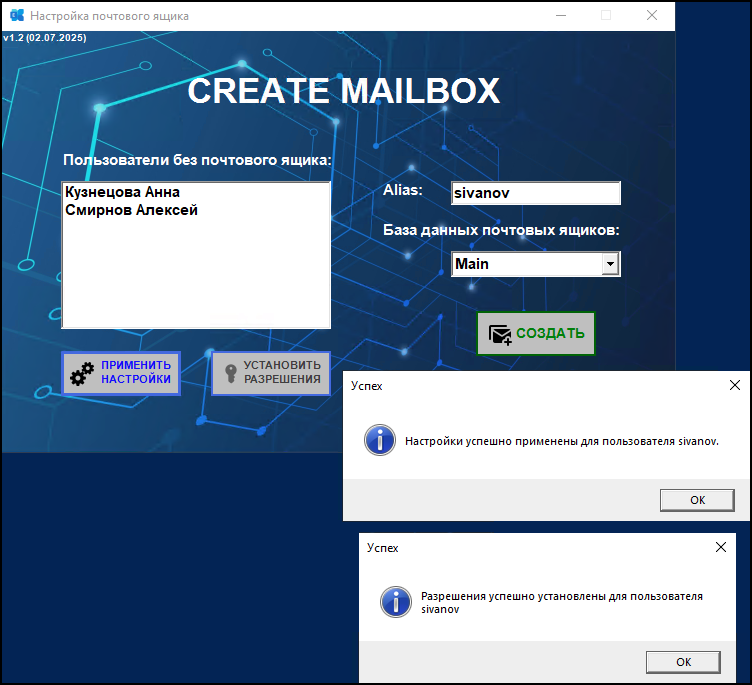 Настройка почтового ящика
v1.2 (02.07.2025)
CREATE MAILBOX
Пользователи без почтового ящика:
Кузнецова Анна
Смирнов Алексей
Alias:
sivanov
База данных почтовых ящиков:
Main
СОЗДАТЬ
ПРИМЕНИТЬ
НАСТРОЙКИ
УСТАНОВИТЬ
РАЗРЕШЕНИЯ
Успех
Настройки успешно применены для пользователя sivanov.
OK
Успех
Разрешения успешно установлены для пользователя
sivanov
OK